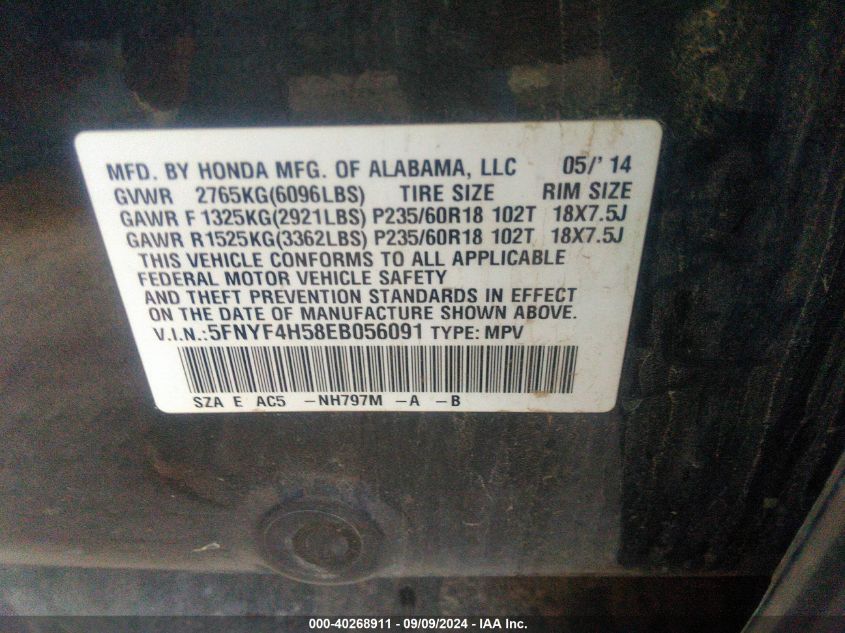 MFD. BY HONDA MFG. OF ALABAMA, LLC 05/' 14
GVWR 2765KG(6096LBS) TIRE SIZE RIM SIZE
GAWR F 1325KG(2921LBS) P235/60R18 102T 18X7.5J
GAWR R1525KG(3362LBS) P235/60R18 102T 18X7.5J
THIS VEHICLE CONFORMS TO ALL APPLICABLE
FEDERAL MOTOR VEHICLE SAFETY
AND THEFT PREVENTION STANDARDS IN EFFECT
ON THE DATE OF MANUFACTURE SHOWN ABOVE.
V.I.N.:5FNYF4H58EB056091 TYPE: MPV
SZA E AC5 -NH797M -A -B
000-40268911 - 09/09/2024 - IAA Inc.